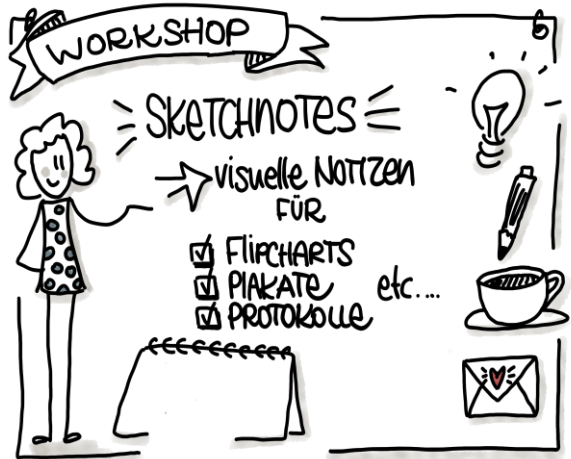 WORKSHOP
SKETCHNOTES
visuelle NOTIZEN
FÜR
FLIPCHARTS
PLAKATE etc....
PROTOKOLLE